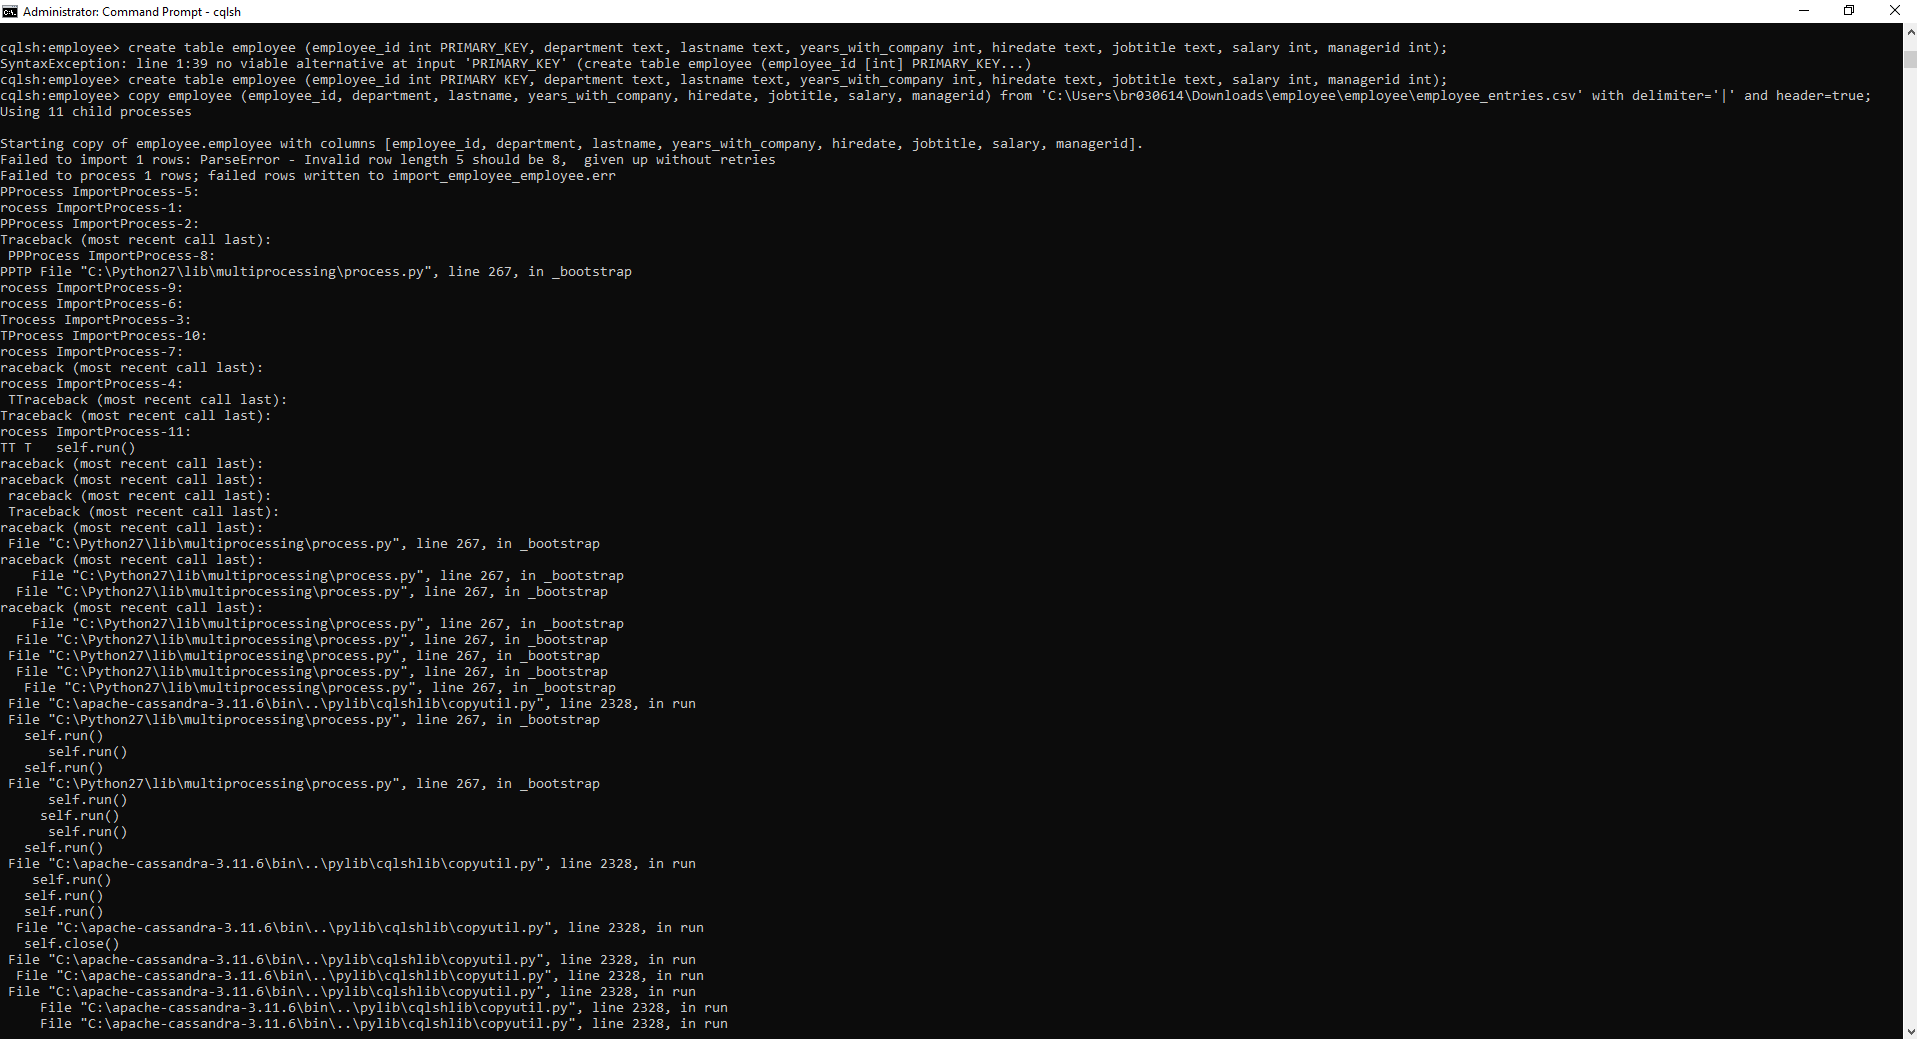 Administrator: Command Prompt - cqlsh
cqlsh:employee> create table employee (employee_id int PRIMARY_KEY, department text, lastname text, years_with_company int, hiredate text, jobtitle text, salary int, managerid int);
SyntaxException: line 1:39 no viable alternative at input 'PRIMARY_KEY' (create table employee (employee_id [int] PRIMARY_KEY...)
cqlsh:employee> create table employee (employee_id int PRIMARY KEY, department text, lastname text, years_with_company int, hiredate text, jobtitle text, salary int, managerid int);
cqlsh:employee> copy employee (employee_id, department, lastname, years_with_company, hiredate, jobtitle, salary, managerid) from 'C:\Users\br030614\Downloads\employee\employee\employee_entries.csv' with delimiter='|' and header=true;
Using 11 child processes

Starting copy of employee.employee with columns [employee_id, department, lastname, years_with_company, hiredate, jobtitle, salary, managerid].
Failed to import 1 rows: ParseError - Invalid row length 5 should be 8,  given up without retries
Failed to process 1 rows; failed rows written to import_employee_employee.err
PProcess ImportProcess-5:
rocess ImportProcess-1:
PProcess ImportProcess-2:
Traceback (most recent call last):
 PPProcess ImportProcess-8:
PPTP File "C:\Python27\lib\multiprocessing\process.py", line 267, in _bootstrap
rocess ImportProcess-9:
rocess ImportProcess-6:
Trocess ImportProcess-3:
TProcess ImportProcess-10:
rocess ImportProcess-7:
raceback (most recent call last):
rocess ImportProcess-4:
 TTraceback (most recent call last):
Traceback (most recent call last):
rocess ImportProcess-11:
TT T   self.run()
raceback (most recent call last):
raceback (most recent call last):
 raceback (most recent call last):
 Traceback (most recent call last):
raceback (most recent call last):
 File "C:\Python27\lib\multiprocessing\process.py", line 267, in _bootstrap
raceback (most recent call last):
    File "C:\Python27\lib\multiprocessing\process.py", line 267, in _bootstrap
  File "C:\Python27\lib\multiprocessing\process.py", line 267, in _bootstrap
raceback (most recent call last):
    File "C:\Python27\lib\multiprocessing\process.py", line 267, in _bootstrap
  File "C:\Python27\lib\multiprocessing\process.py", line 267, in _bootstrap
 File "C:\Python27\lib\multiprocessing\process.py", line 267, in _bootstrap
  File "C:\Python27\lib\multiprocessing\process.py", line 267, in _bootstrap
   File "C:\Python27\lib\multiprocessing\process.py", line 267, in _bootstrap
 File "C:\apache-cassandra-3.11.6\bin\..\pylib\cqlshlib\copyutil.py", line 2328, in run
 File "C:\Python27\lib\multiprocessing\process.py", line 267, in _bootstrap
   self.run()
      self.run()
   self.run()
 File "C:\Python27\lib\multiprocessing\process.py", line 267, in _bootstrap
      self.run()
     self.run()
      self.run()
   self.run()
 File "C:\apache-cassandra-3.11.6\bin\..\pylib\cqlshlib\copyutil.py", line 2328, in run
    self.run()
   self.run()
   self.run()
  File "C:\apache-cassandra-3.11.6\bin\..\pylib\cqlshlib\copyutil.py", line 2328, in run
   self.close()
 File "C:\apache-cassandra-3.11.6\bin\..\pylib\cqlshlib\copyutil.py", line 2328, in run
  File "C:\apache-cassandra-3.11.6\bin\..\pylib\cqlshlib\copyutil.py", line 2328, in run
 File "C:\apache-cassandra-3.11.6\bin\..\pylib\cqlshlib\copyutil.py", line 2328, in run
     File "C:\apache-cassandra-3.11.6\bin\..\pylib\cqlshlib\copyutil.py", line 2328, in run
     File "C:\apache-cassandra-3.11.6\bin\..\pylib\cqlshlib\copyutil.py", line 2328, in run